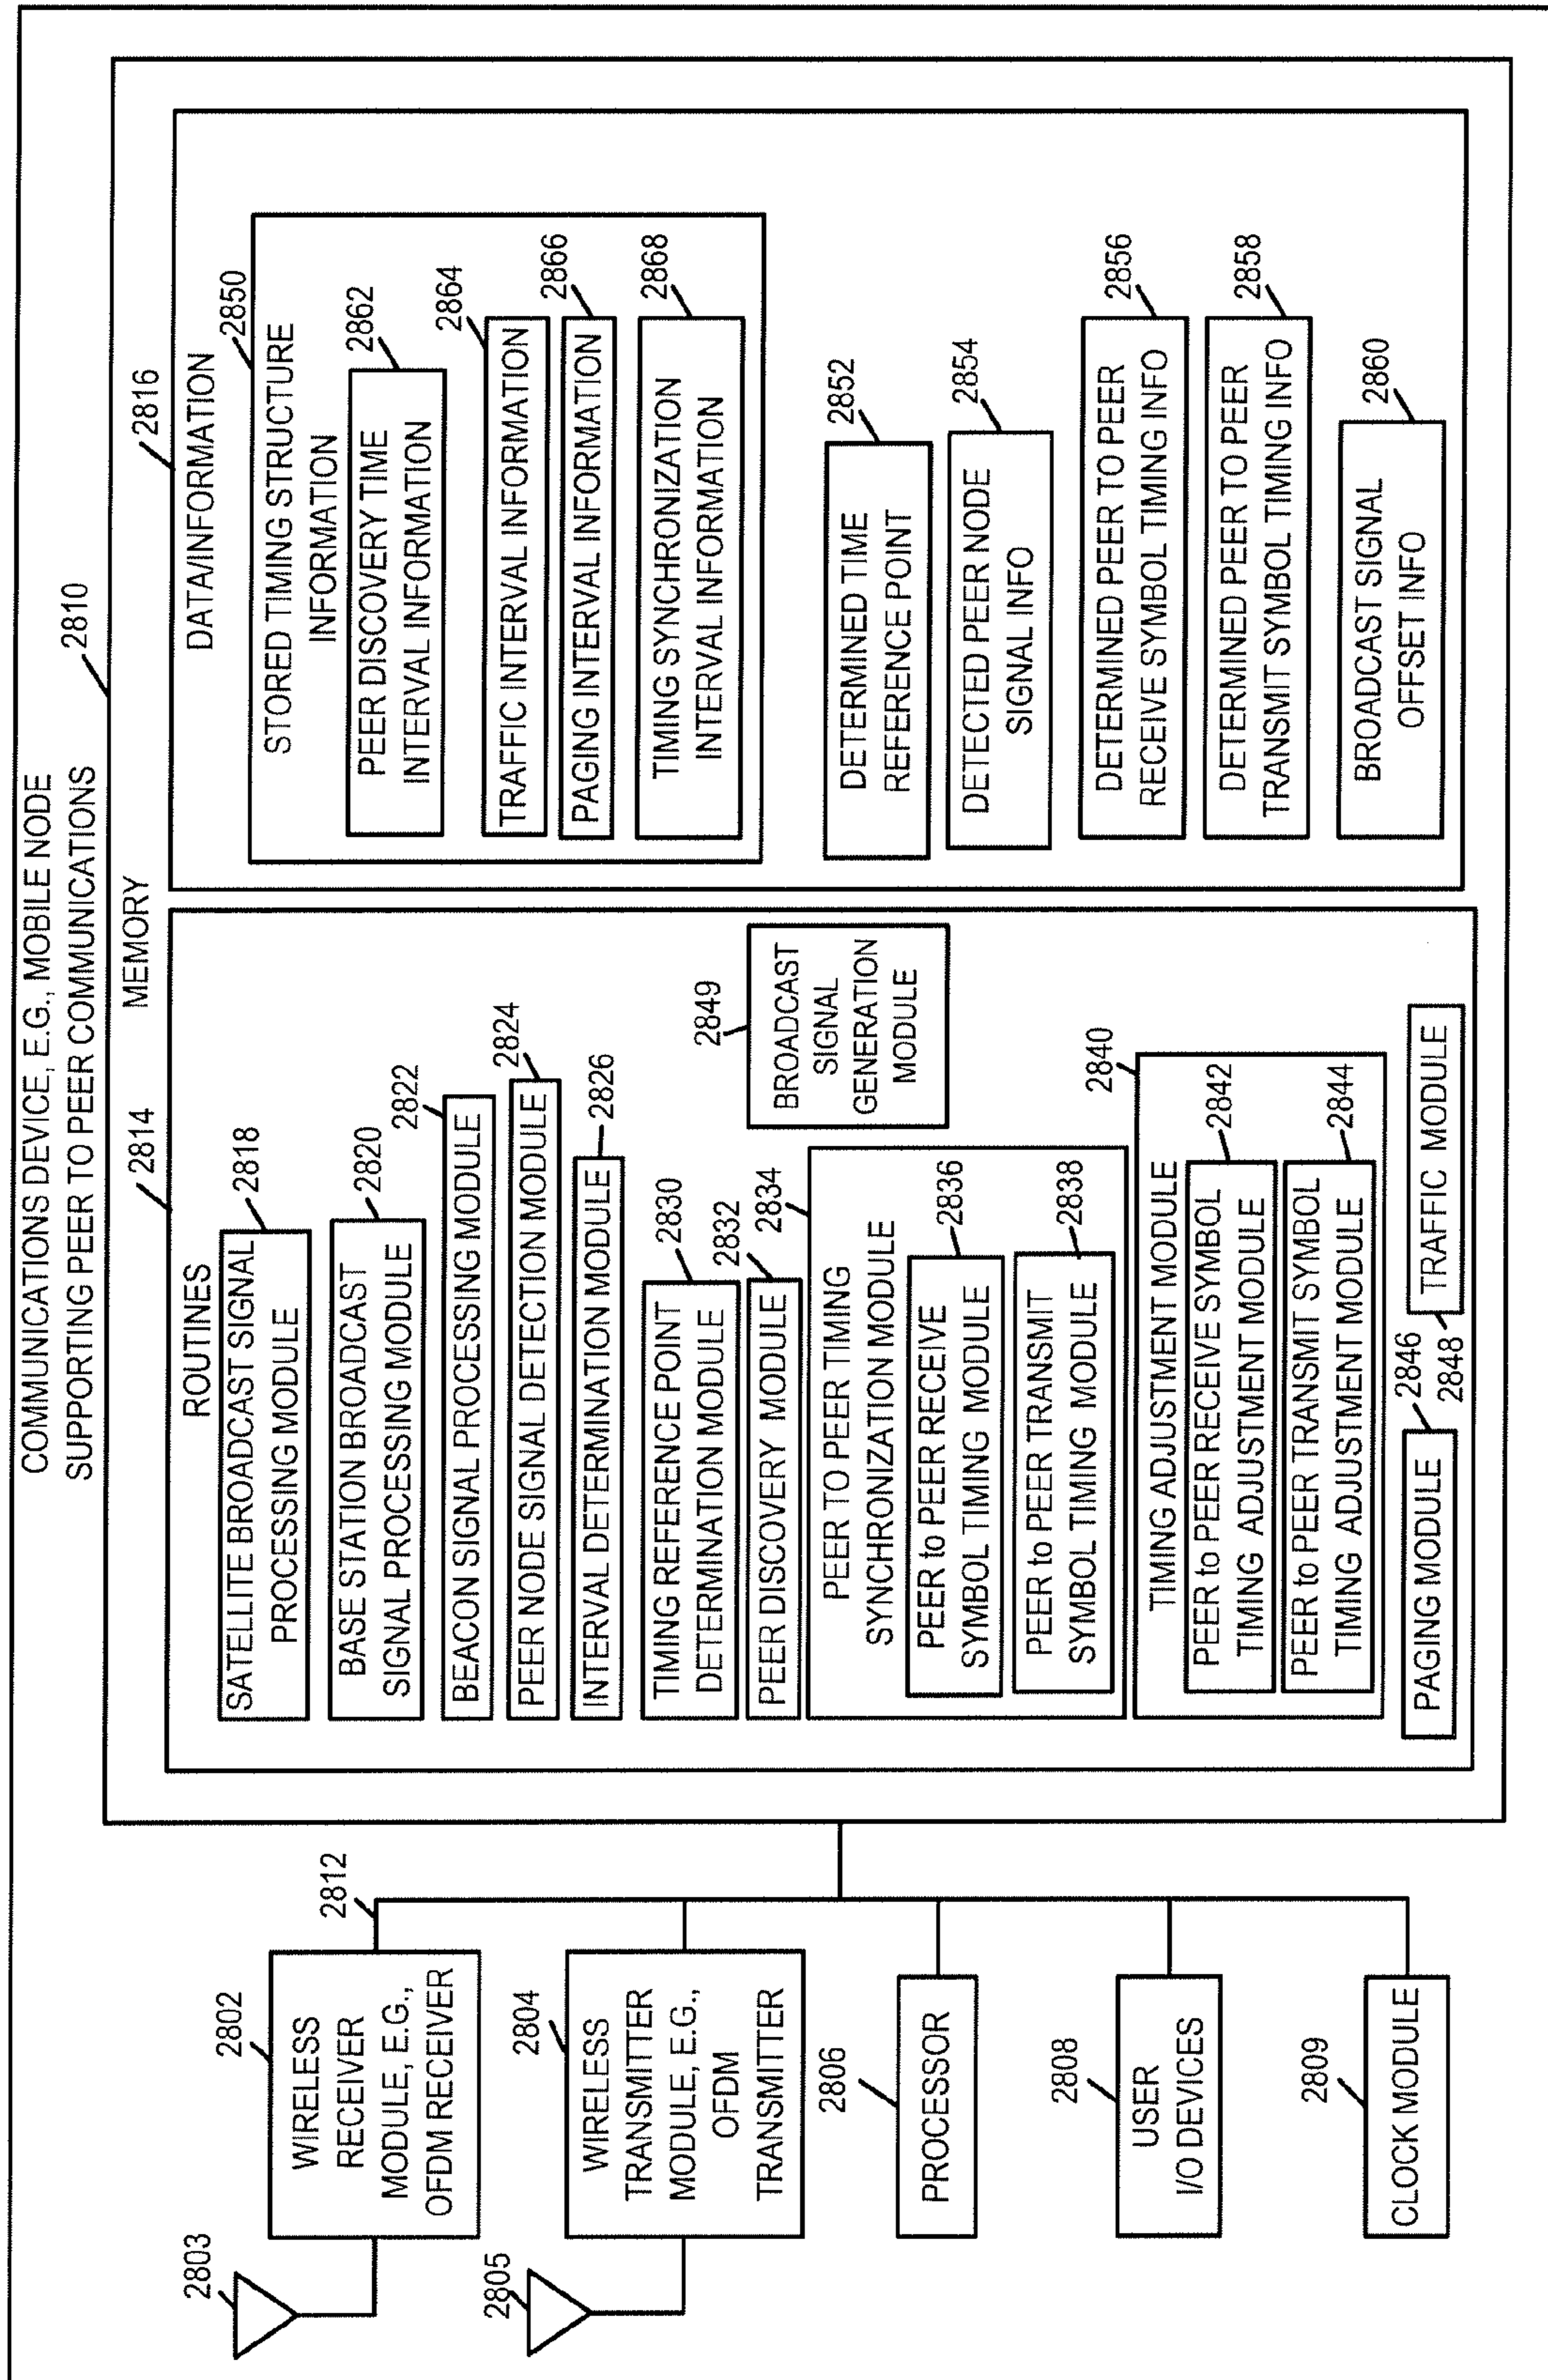 COMMUNICATIONS DEVICE, E.G., MOBILE NODE
SUPPORTING PEER TO PEER COMMUNICATIONS
2810
2803
2802
WIRELESS
RECEIVER
MODULE, E.G.,
OFDM RECEIVER
2812
2805
2804
WIRELESS
TRANSMITTER
MODULE, E.G.,
OFDM
TRANSMITTER
2806
PROCESSOR
2808
USER
I/O DEVICES
2809
CLOCK MODULE
MEMORY
2814
ROUTINES
SATELLITE BROADCAST SIGNAL
PROCESSING MODULE
2818
BASE STATION BROADCAST
SIGNAL PROCESSING MODULE
2820
BEACON SIGNAL PROCESSING MODULE
2822
PEER NODE SIGNAL DETECTION MODULE
2824
INTERVAL DETERMINATION MODULE
2826
TIMING REFERENCE POINT
DETERMINATION MODULE
2830
PEER DISCOVERY MODULE
2832
2834
PEER TO PEER TIMING
SYNCHRONIZATION MODULE
PEER to PEER RECEIVE
SYMBOL TIMING MODULE
2836
PEER to PEER TRANSMIT
SYMBOL TIMING MODULE
2838
2849
BROADCAST
SIGNAL
GENERATION
MODULE
2840
TIMING ADJUSTMENT MODULE
PEER to PEER RECEIVE SYMBOL
TIMING ADJUSTMENT MODULE
2842
PEER to PEER TRANSMIT SYMBOL
TIMING ADJUSTMENT MODULE
2844
PAGING MODULE
2846
2848
TRAFFIC MODULE
2816
DATA/INFORMATION
2850
STORED TIMING STRUCTURE
INFORMATION
PEER DISCOVERY TIME
INTERVAL INFORMATION
2862
TRAFFIC INTERVAL INFORMATION
2864
PAGING INTERVAL INFORMATION
2866
TIMING SYNCHRONIZATION
INTERVAL INFORMATION
2868
DETERMINED TIME
REFERENCE POINT
2852
DETECTED PEER NODE
SIGNAL INFO
2854
DETERMINED PEER TO PEER
RECEIVE SYMBOL TIMING INFO
2856
DETERMINED PEER TO PEER
TRANSMIT SYMBOL TIMING INFO
2858
BROADCAST SIGNAL
OFFSET INFO
2860